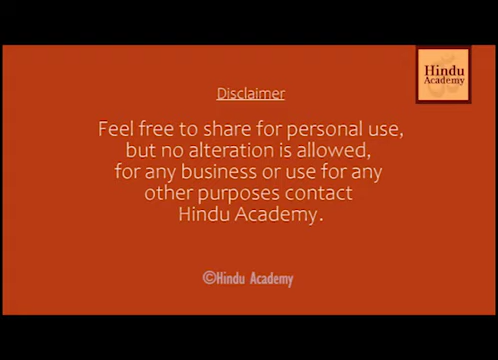 Hindu
Academy
Disclaimer
Feel free to share for personal use,
but no alteration is allowed,
for any business or use for any
other purposes contact
Hindu Academy.
©Hindu Academy